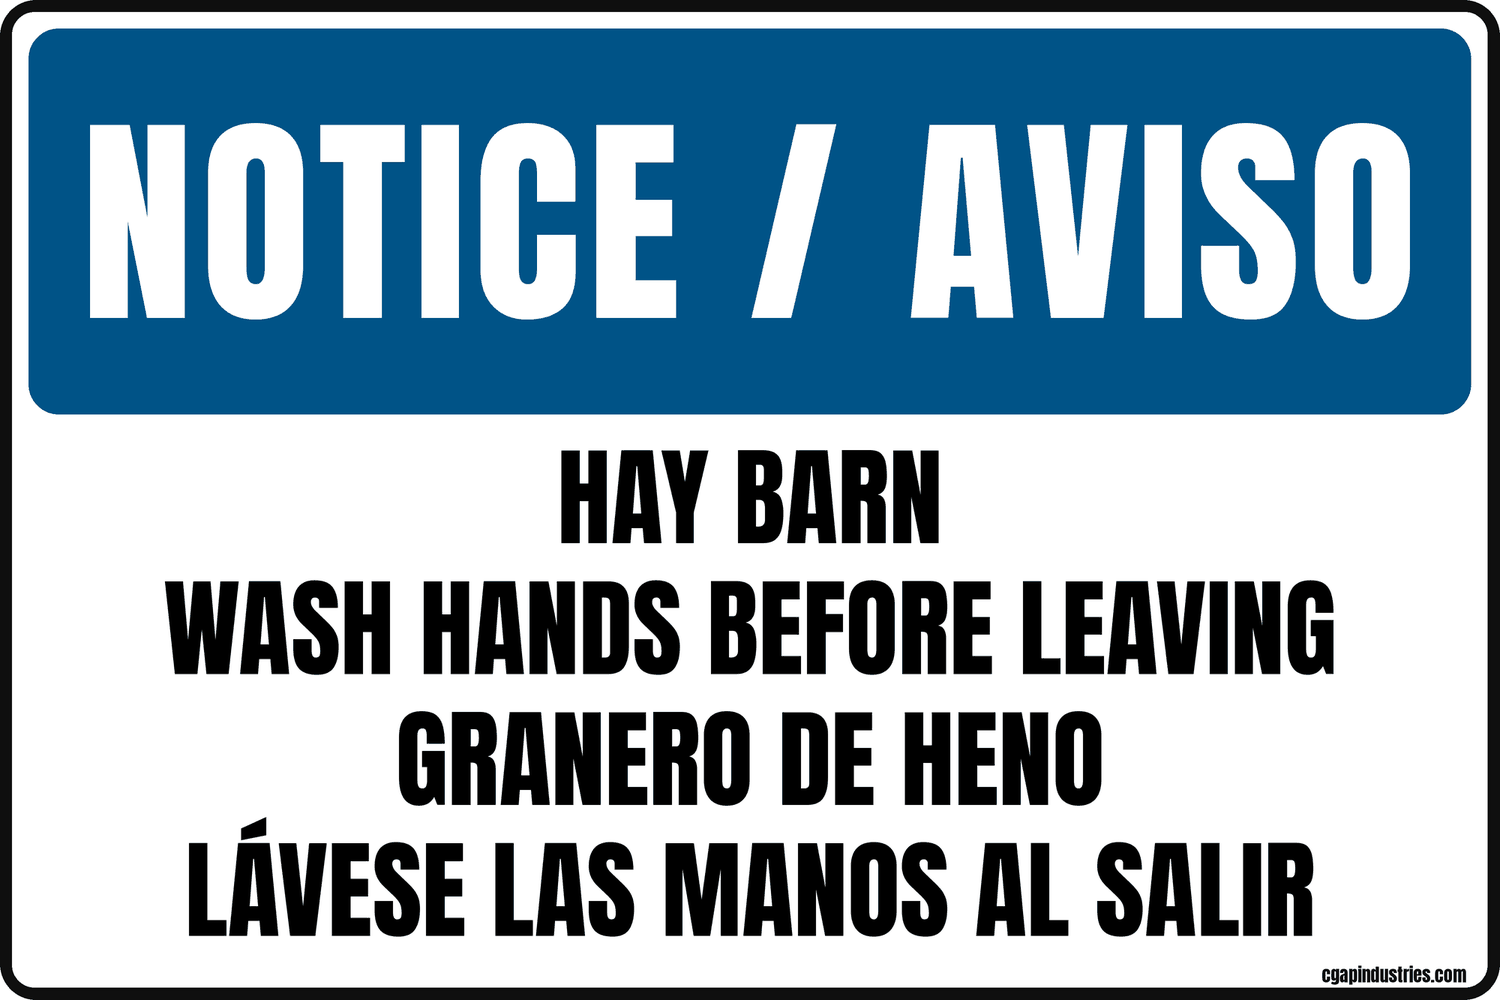 NOTICE / AVISO
HAY BARN
WASH HANDS BEFORE LEAVING
GRANERO DE HENO
LÁVESE LAS MANOS AL SALIR
cgapindustries.com